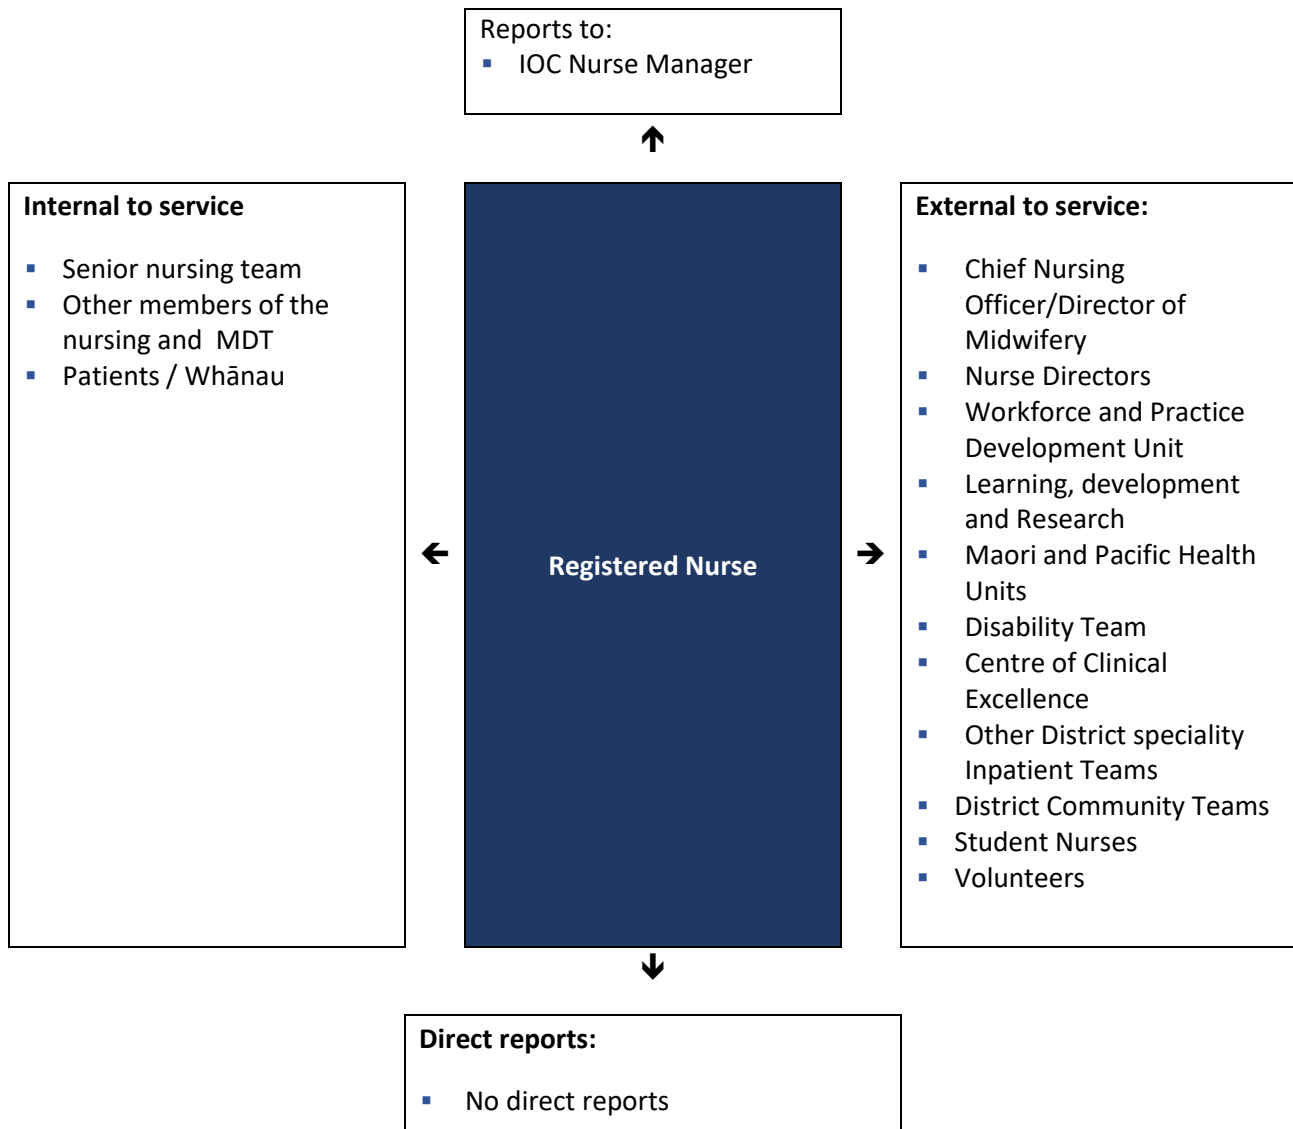 Reports to:
▪ IOC Nurse Manager
Internal to service
▪ Senior nursing team
▪ Other members of the
nursing and MDT
▪ Patients / Whānau
Registered Nurse
External to service:
▪ Chief Nursing
Officer/Director of
Midwifery
▪ Nurse Directors
▪ Workforce and Practice
Development Unit
▪ Learning, development
and Research
▪ Maori and Pacific Health
Units
▪ Disability Team
▪ Centre of Clinical
Excellence
▪ Other District speciality
Inpatient Teams
▪ District Community Teams
▪ Student Nurses
▪ Volunteers
Direct reports:
▪ No direct reports